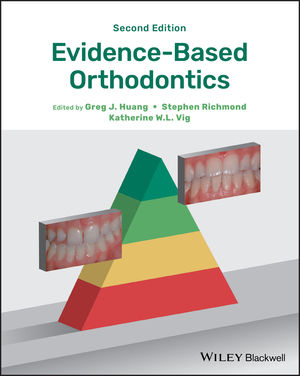 Second Edition
Evidence-Based
Orthodontics
Edited by Greg J. Huang • Stephen Richmond
Katherine W.L. Vig
WILEY Blackwell